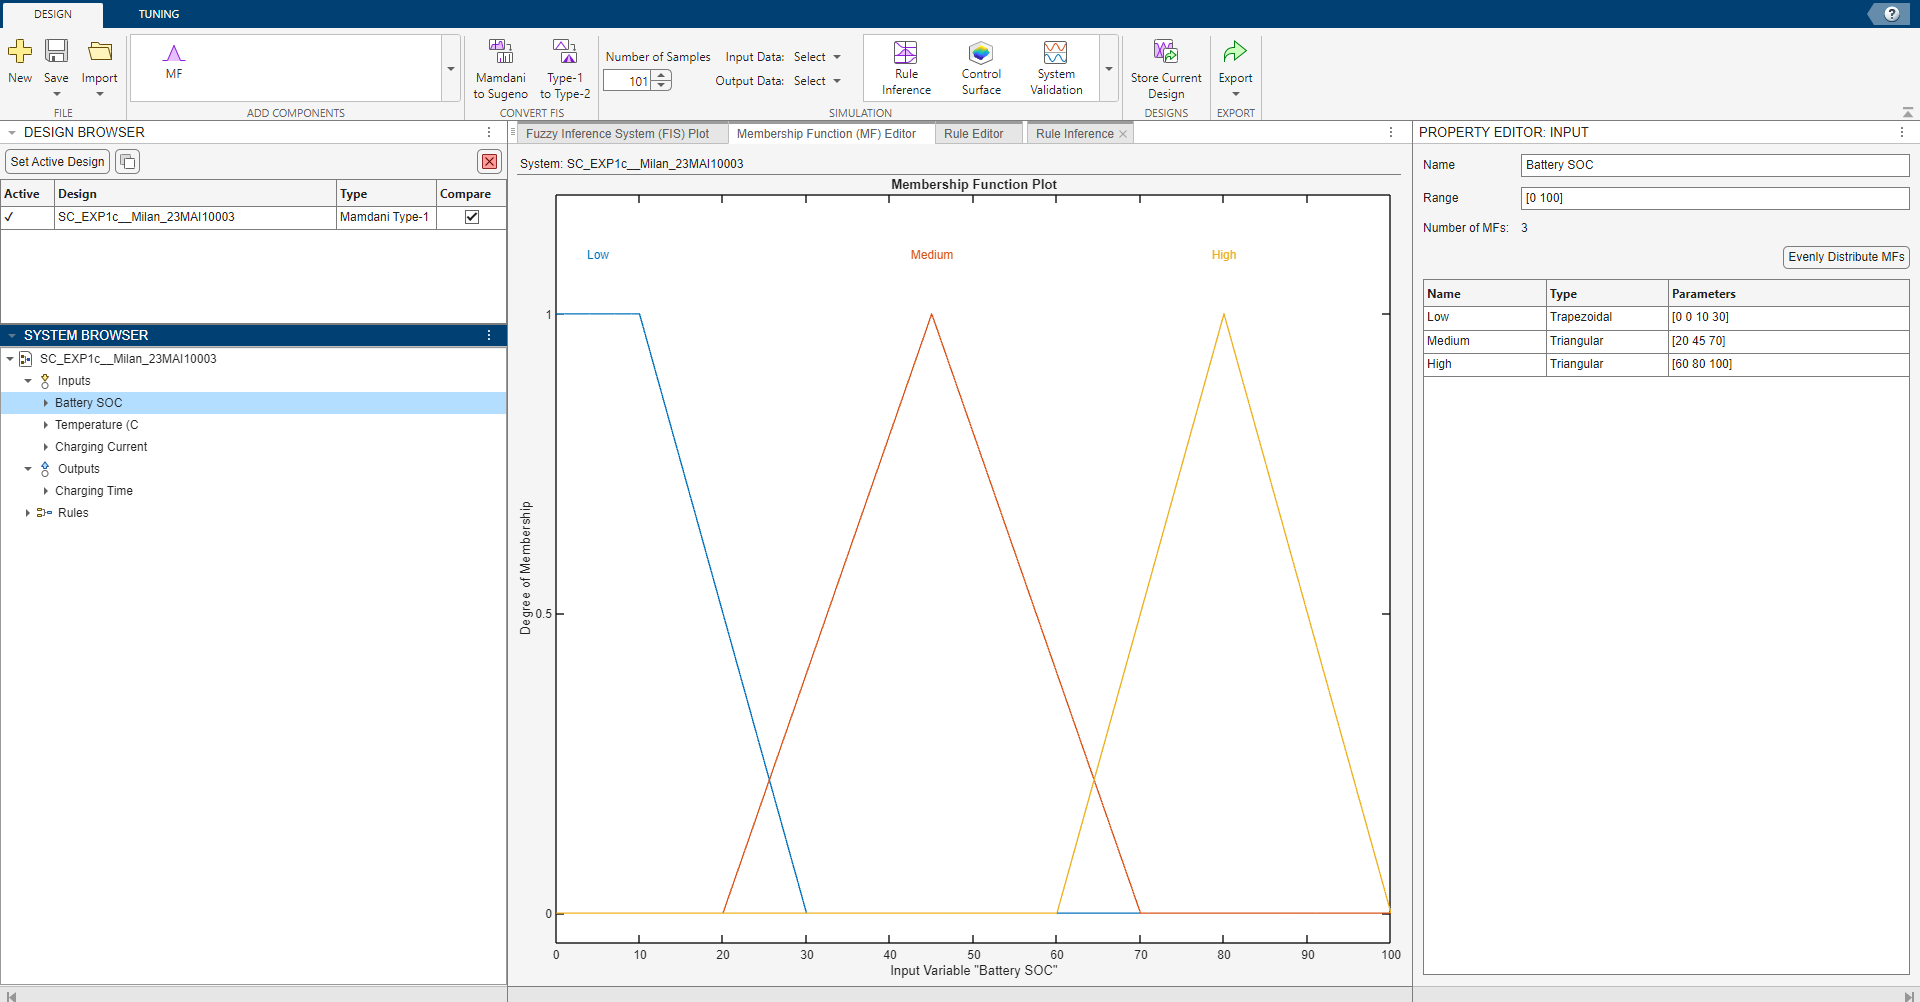 DESIGN
TUNING
?
New
Save
Import
FILE
MF
ADD COMPONENTS
Mamdani
to Sugeno
Type-1
to Type-2
CONVERT FIS
Number of Samples
101
Input Data: Select
Output Data: Select
Rule
Inference
Control
Surface
System
Validation
SIMULATION
Store Current
Design
DESIGNS
Export
EXPORT
DESIGN BROWSER
Set Active Design
Active Design Type Compare
✓ SC_EXP1c__Milan_23MAI10003 Mamdani Type-1
SYSTEM BROWSER
SC_EXP1c__Milan_23MAI10003
Inputs
Battery SOC
Temperature (C
Charging Current
Outputs
Charging Time
Rules
Fuzzy Inference System (FIS) Plot
Membership Function (MF) Editor
Rule Editor
Rule Inference
System: SC_EXP1c__Milan_23MAI10003
Membership Function Plot
Low
Medium
High
1
0.5
0
Degree of Membership
0 10 20 30 40 50 60 70 80 90 100
Input Variable "Battery SOC"
PROPERTY EDITOR: INPUT
Name Battery SOC
Range [0 100]
Number of MFs: 3
Evenly Distribute MFs
Name Type Parameters
Low Trapezoidal [0 0 10 30]
Medium Triangular [20 45 70]
High Triangular [60 80 100]